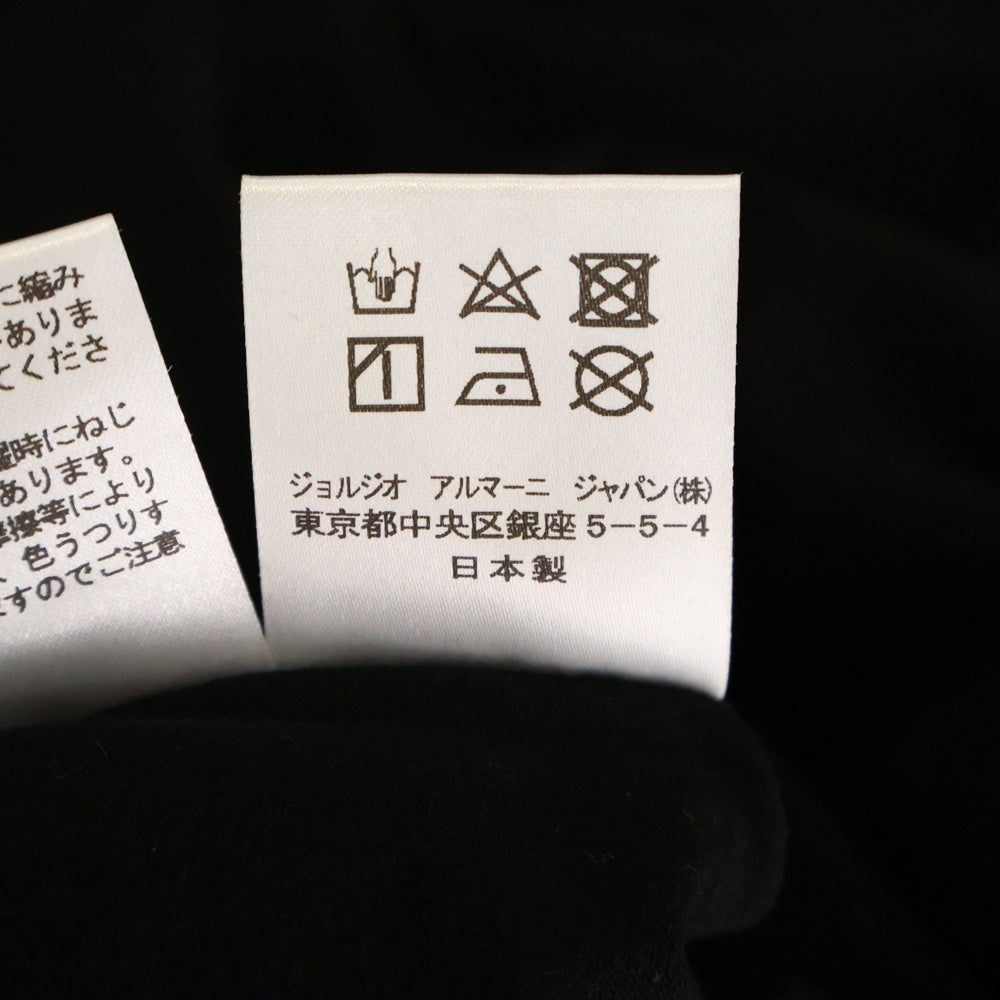 に縮み
ありま
てくださ
時にねじ
あります。
摩擦等により
、色うつりす
ますのでご注意
ジョルジオ アルマーニ ジャパン(株)
東京都中央区銀座5-5-4
日本製